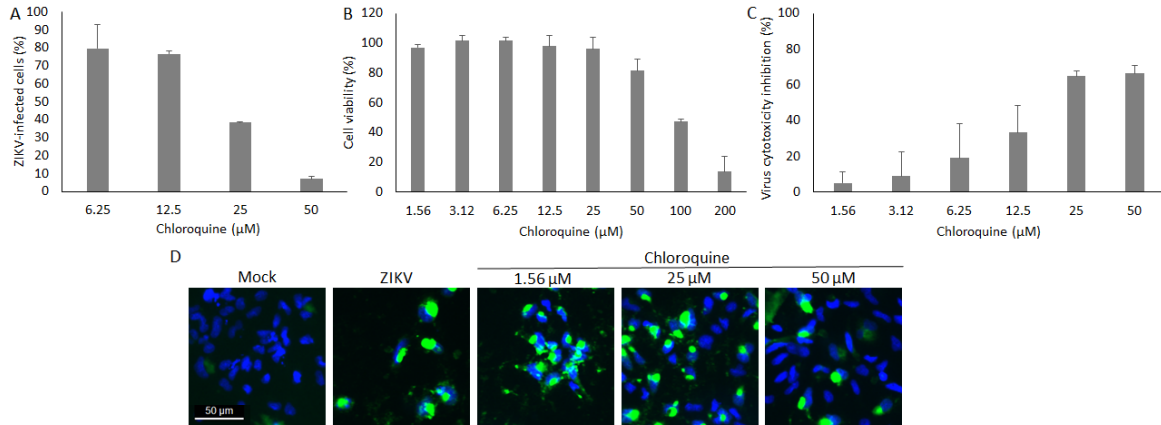 A
ZIKV-infected cells (%)
100
90
80
70
60
50
40
30
20
10
0
6.25 12.5 25 50
Chloroquine (µM)
B
Cell viability (%)
120
100
80
60
40
20
0
1.56 3.12 6.25 12.5 25 50 100 200
Chloroquine (µM)
C
Virus cytotoxicity inhibition (%)
100
80
60
40
20
0
1.56 3.12 6.25 12.5 25 50
Chloroquine (µM)
D
Chloroquine
Mock ZIKV 1.56 µM 25 µM 50 µM
50 µm